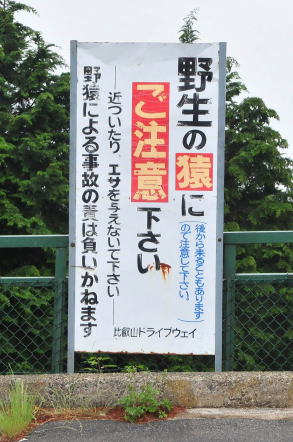 野生の猿に
(後から来ることもあります
ので注意して下さい。)
ご注意下さい
近づいたり、エサを与えないで下さい
野猿による事故の責は負いかねます
比叡山ドライブウェイ